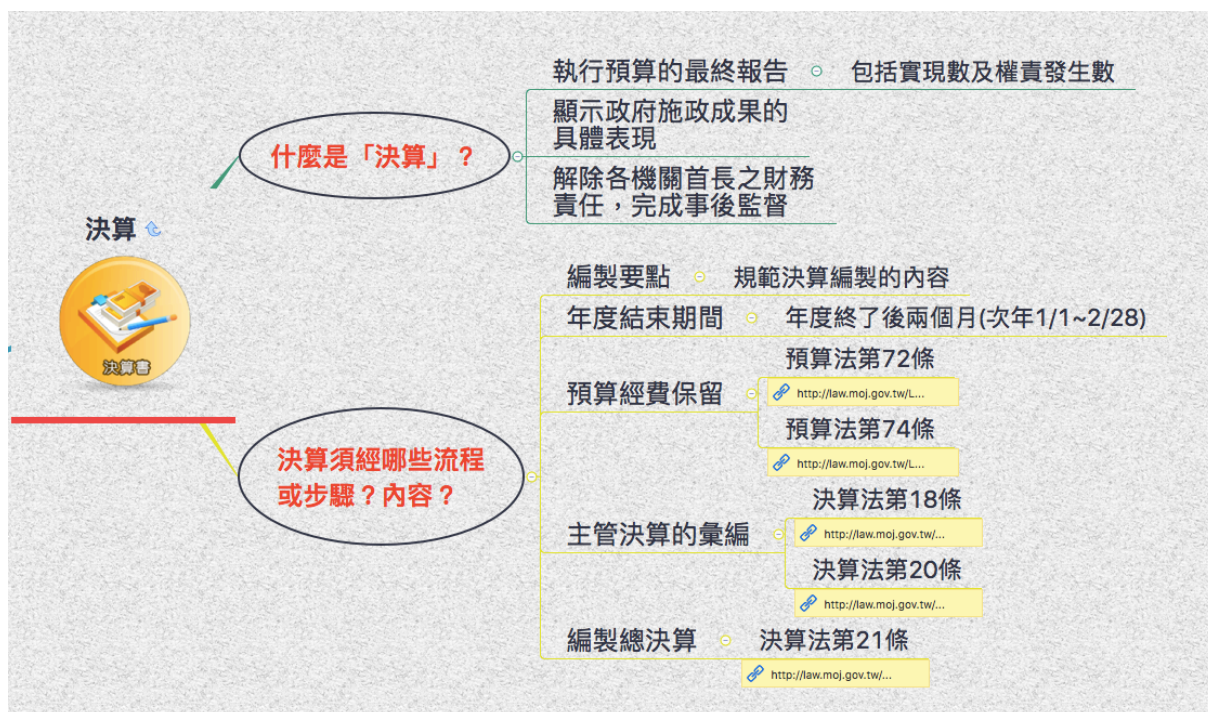 決算
決算書
什麼是「決算」？
執行預算的最終報告
包括實現數及權責發生數
顯示政府施政成果的
具體表現
解除各機關首長之財務
責任，完成事後監督
決算須經哪些流程
或步驟？內容？
編製要點
規範決算編製的內容
年度結束期間
年度終了後兩個月(次年1/1~2/28)
預算經費保留
預算法第72條
http://law.moj.gov.tw/L...
預算法第74條
http://law.moj.gov.tw/L...
主管決算的彙編
決算法第18條
http://law.moj.gov.tw/...
決算法第20條
http://law.moj.gov.tw/...
編製總決算
決算法第21條
http://law.moj.gov.tw/...